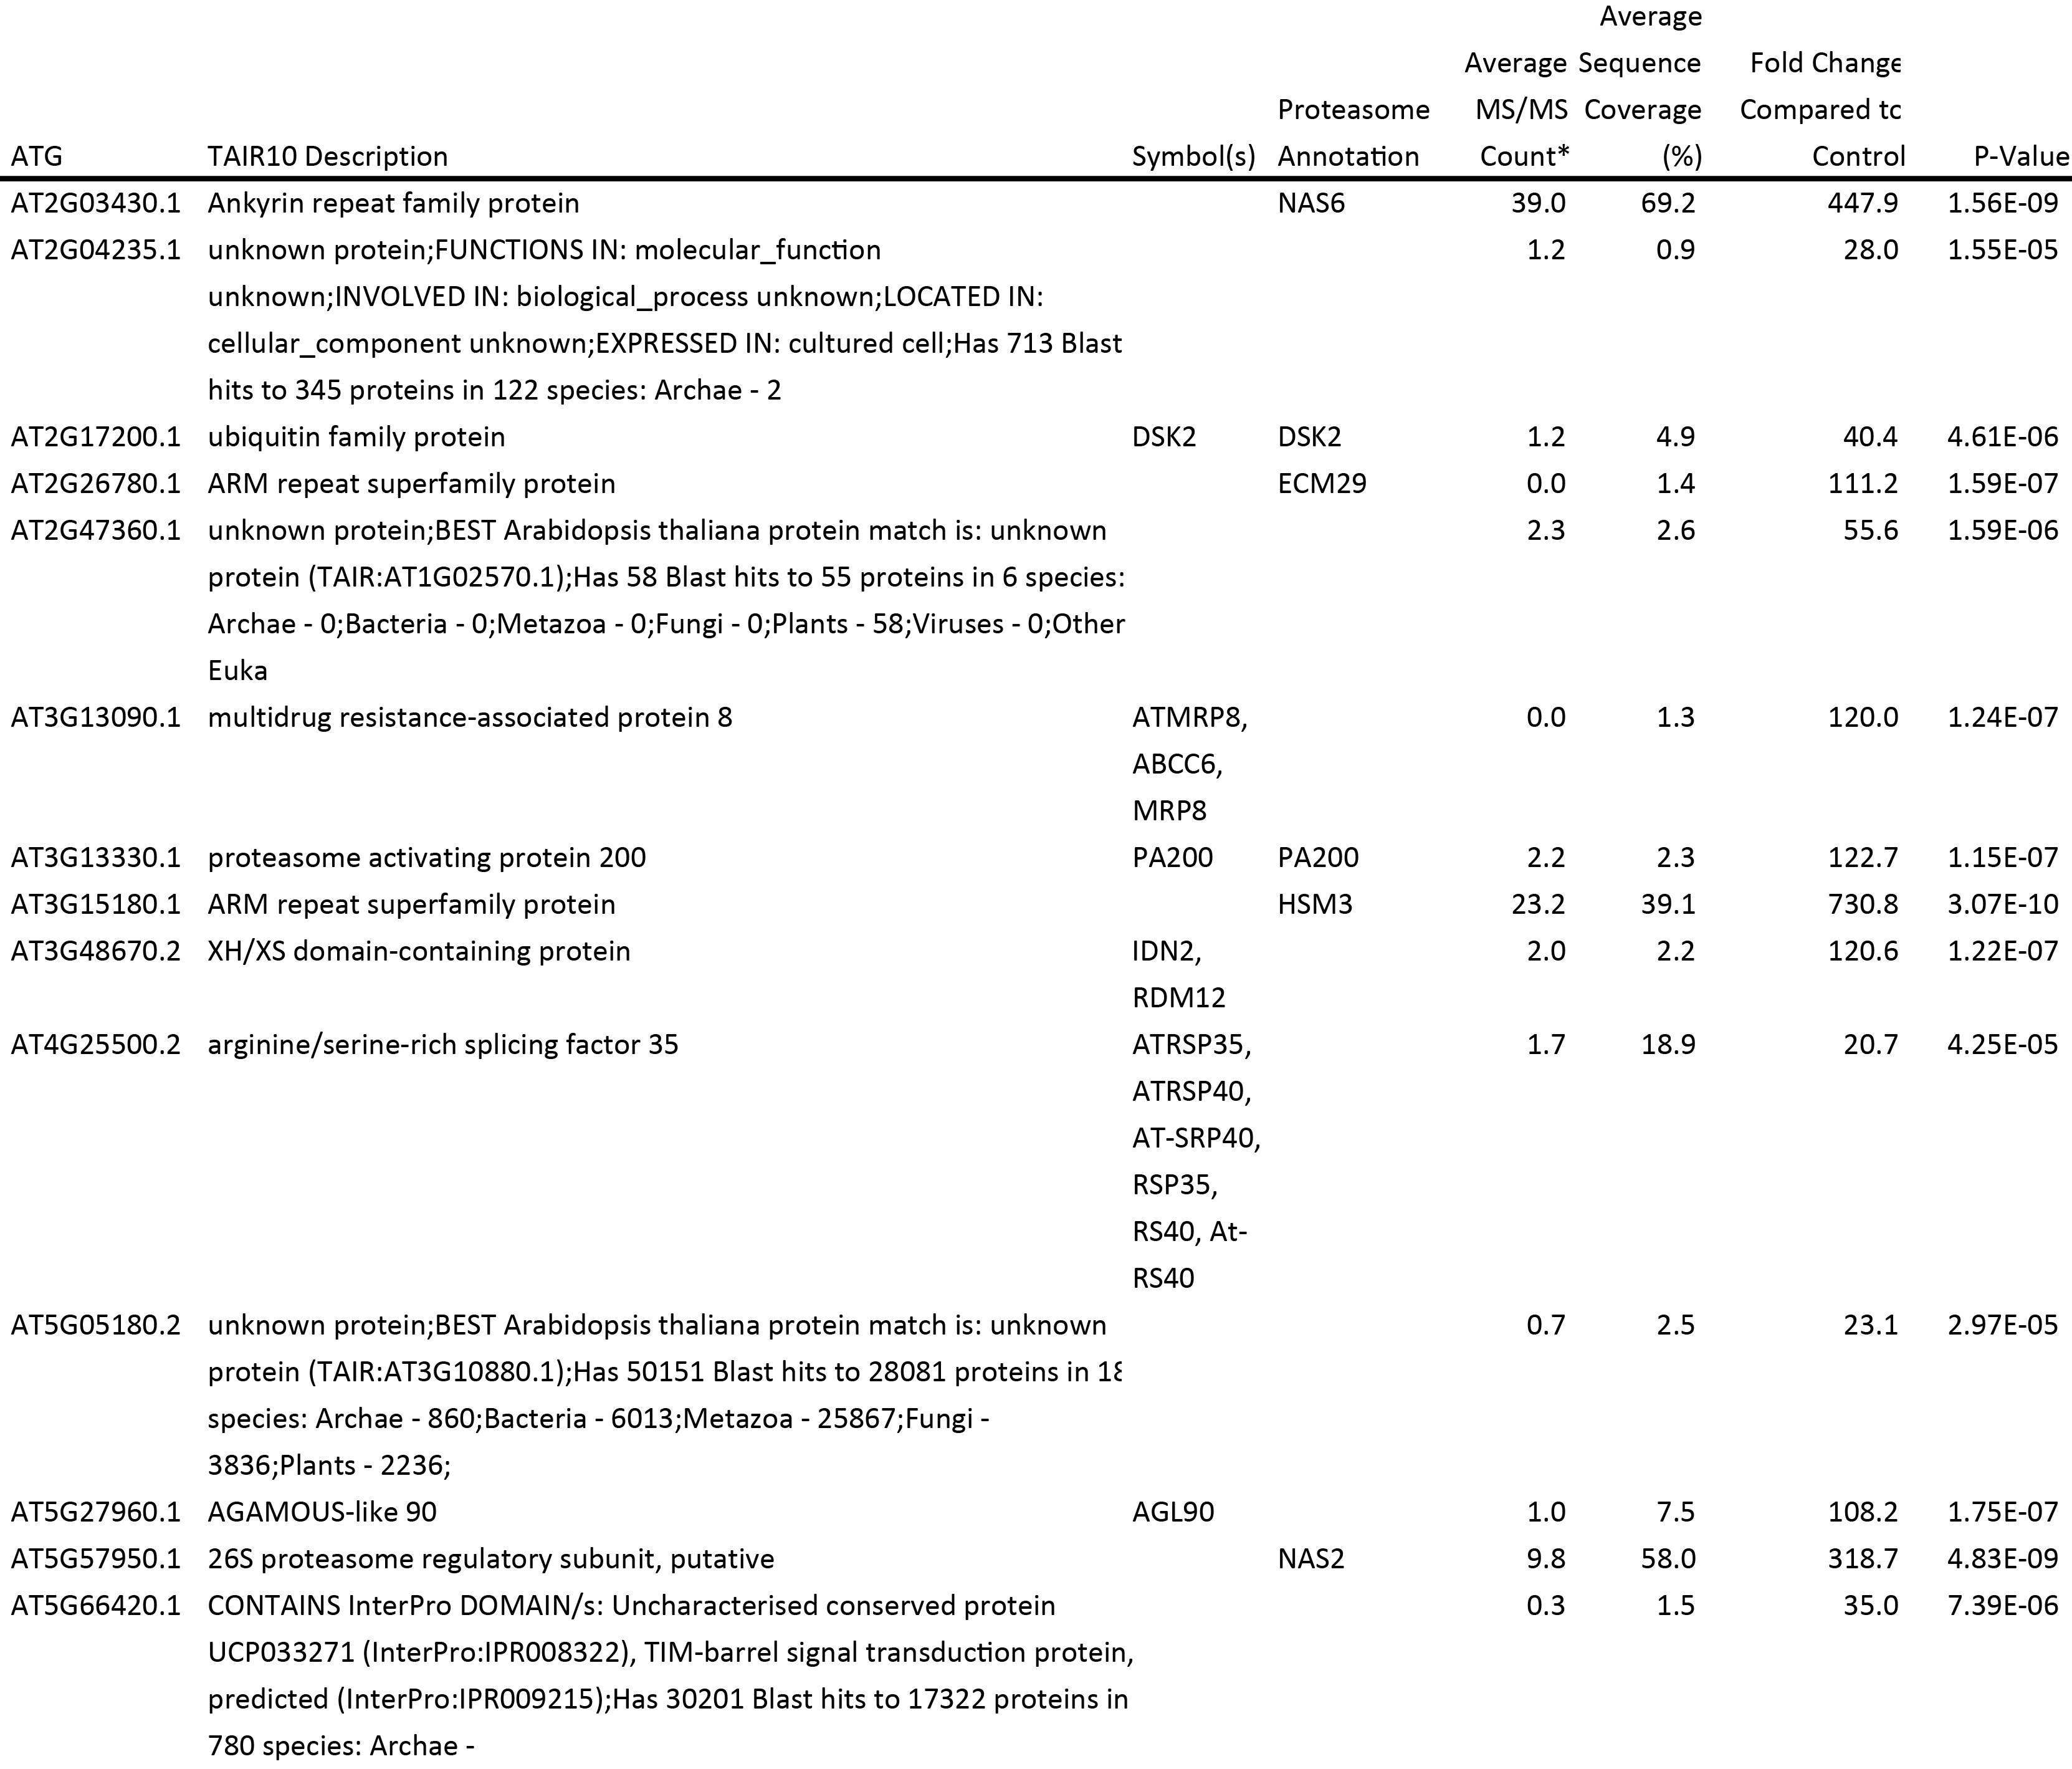 Average
Average Sequence Fold Change
Proteasome MS/MS Coverage Compared to
ATG TAIR10 Description Symbol(s) Annotation Count* (%) Control P-Value
AT2G03430.1 Ankyrin repeat family protein NAS6 39.0 69.2 447.9 1.56E-09
AT2G04235.1 unknown protein;FUNCTIONS IN: molecular_function 1.2 0.9 28.0 1.55E-05
unknown;INVOLVED IN: biological_process unknown;LOCATED IN:
cellular_component unknown;EXPRESSED IN: cultured cell;Has 713 Blast
hits to 345 proteins in 122 species: Archae - 2
AT2G17200.1 ubiquitin family protein DSK2 DSK2 1.2 4.9 40.4 4.61E-06
AT2G26780.1 ARM repeat superfamily protein ECM29 0.0 1.4 111.2 1.59E-07
AT2G47360.1 unknown protein;BEST Arabidopsis thaliana protein match is: unknown 2.3 2.6 55.6 1.59E-06
protein (TAIR:AT1G02570.1);Has 58 Blast hits to 55 proteins in 6 species:
Archae - 0;Bacteria - 0;Metazoa - 0;Fungi - 0;Plants - 58;Viruses - 0;Other
Euka
AT3G13090.1 multidrug resistance-associated protein 8 ATMRP8, 0.0 1.3 120.0 1.24E-07
ABCC6,
MRP8
AT3G13330.1 proteasome activating protein 200 PA200 PA200 2.2 2.3 122.7 1.15E-07
AT3G15180.1 ARM repeat superfamily protein HSM3 23.2 39.1 730.8 3.07E-10
AT3G48670.2 XH/XS domain-containing protein IDN2, 2.0 2.2 120.6 1.22E-07
RDM12
AT4G25500.2 arginine/serine-rich splicing factor 35 ATRSP35, 1.7 18.9 20.7 4.25E-05
ATRSP40,
AT-SRP40,
RSP35,
RS40, At-
RS40
AT5G05180.2 unknown protein;BEST Arabidopsis thaliana protein match is: unknown 0.7 2.5 23.1 2.97E-05
protein (TAIR:AT3G10880.1);Has 50151 Blast hits to 28081 proteins in
species: Archae - 860;Bacteria - 6013;Metazoa - 25867;Fungi -
3836;Plants - 2236;
AT5G27960.1 AGAMOUS-like 90 AGL90 1.0 7.5 108.2 1.75E-07
AT5G57950.1 26S proteasome regulatory subunit, putative NAS2 9.8 58.0 318.7 4.83E-09
AT5G66420.1 CONTAINS InterPro DOMAIN/s: Uncharacterised conserved protein 0.3 1.5 35.0 7.39E-06
UCP033271 (InterPro:IPR008322), TIM-barrel signal transduction protein,
predicted (InterPro:IPR009215);Has 30201 Blast hits to 17322 proteins in
780 species: Archae -